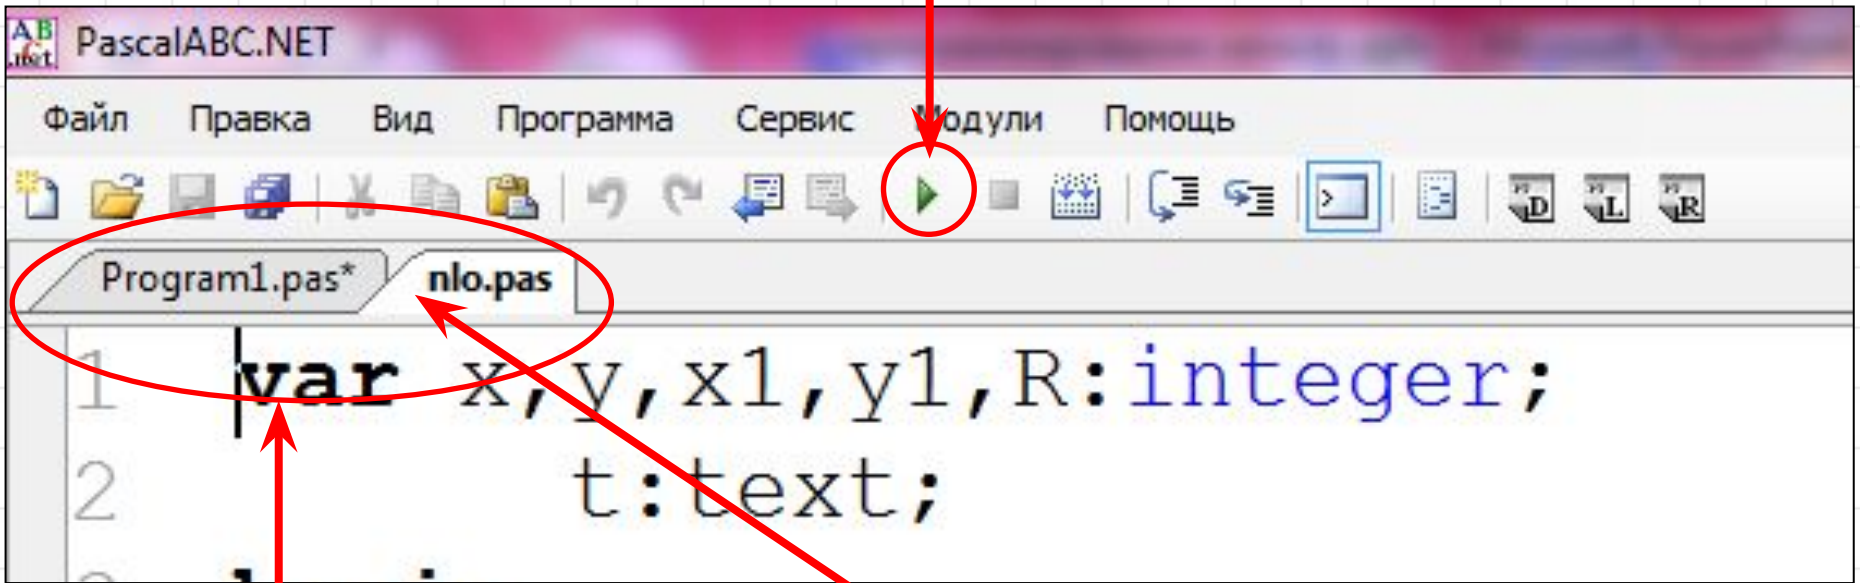 PascalABC.NET
Файл Правка Вид Программа Сервис Модули Помощь
D L R
Program1.pas* nlo.pas
1 var x,y,x1,y1,R:integer;
2 t:text;